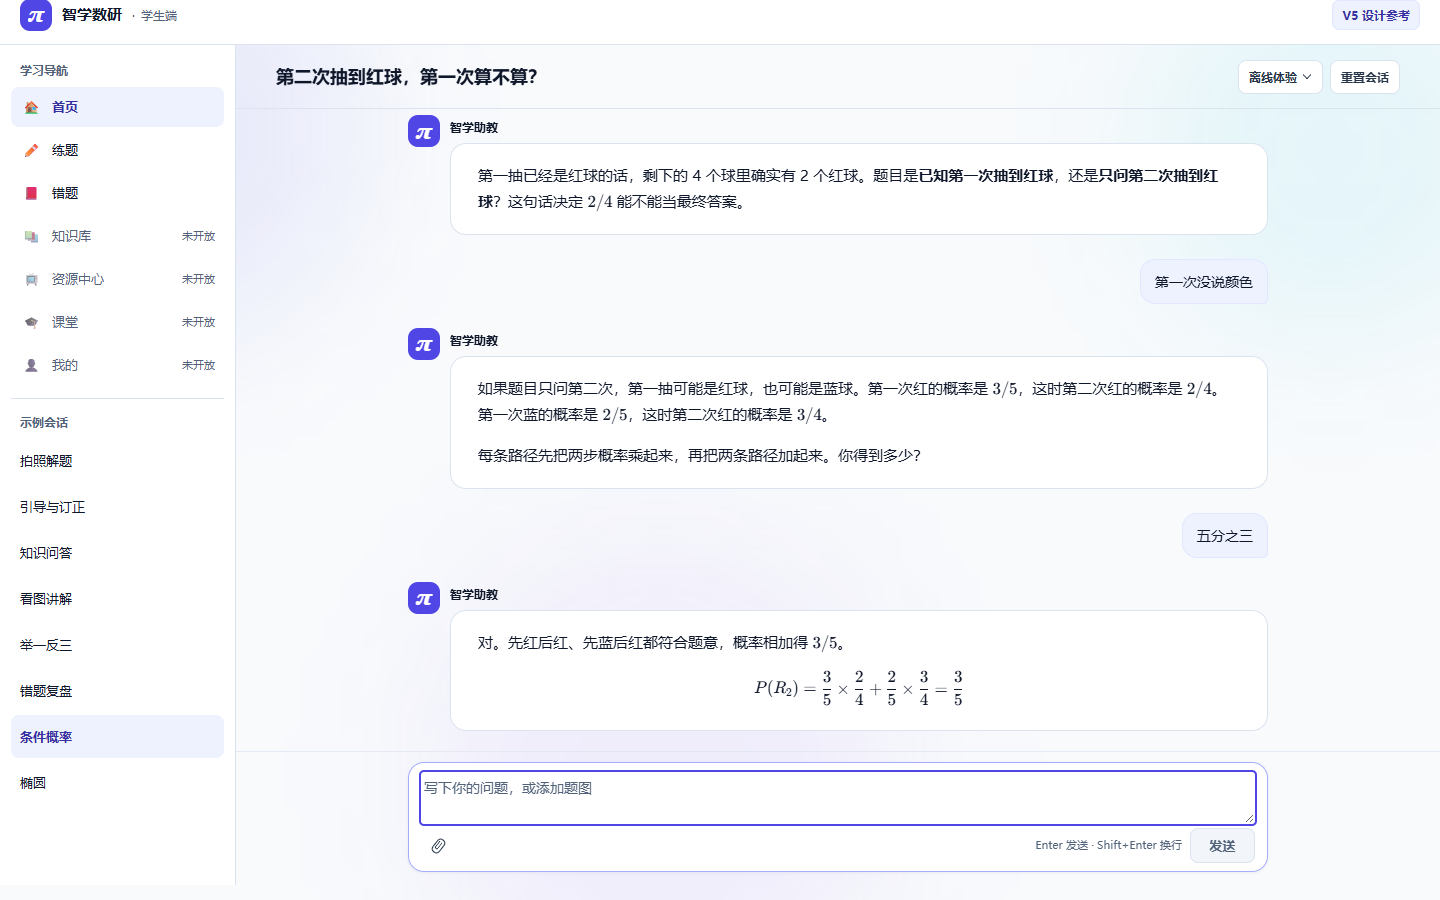 π 智学数研 · 学生端
V5 设计参考
学习导航
首页
练题
错题
知识库 未开放
资源中心 未开放
课堂 未开放
我的 未开放
示例会话
拍照解题
引导与订正
知识问答
看图讲解
举一反三
错题复盘
条件概率
椭圆
第二次抽到红球，第一次算不算？
离线体验
重置会话
π 智学助教
第一抽已经是红球的话，剩下的 4 个球里确实有 2 个红球。题目是已知第一次抽到红球，还是只问第二次抽到红
球？这句话决定 2/4 能不能当最终答案。
第一次没说颜色
π 智学助教
如果题目只问第二次，第一抽可能是红球，也可能是蓝球。第一次红的概率是 3/5，这时第二次红的概率是 2/4。
第一次蓝的概率是 2/5，这时第二次红的概率是 3/4。
每条路径先把两步概率乘起来，再把两条路径加起来。你得到多少？
五分之三
π 智学助教
对。先红后红、先蓝后红都符合题意，概率相加得 3/5。
P(R₂) = 3/5 × 2/4 + 2/5 × 3/4 = 3/5
写下你的问题，或添加题图
Enter 发送 · Shift+Enter 换行
发送